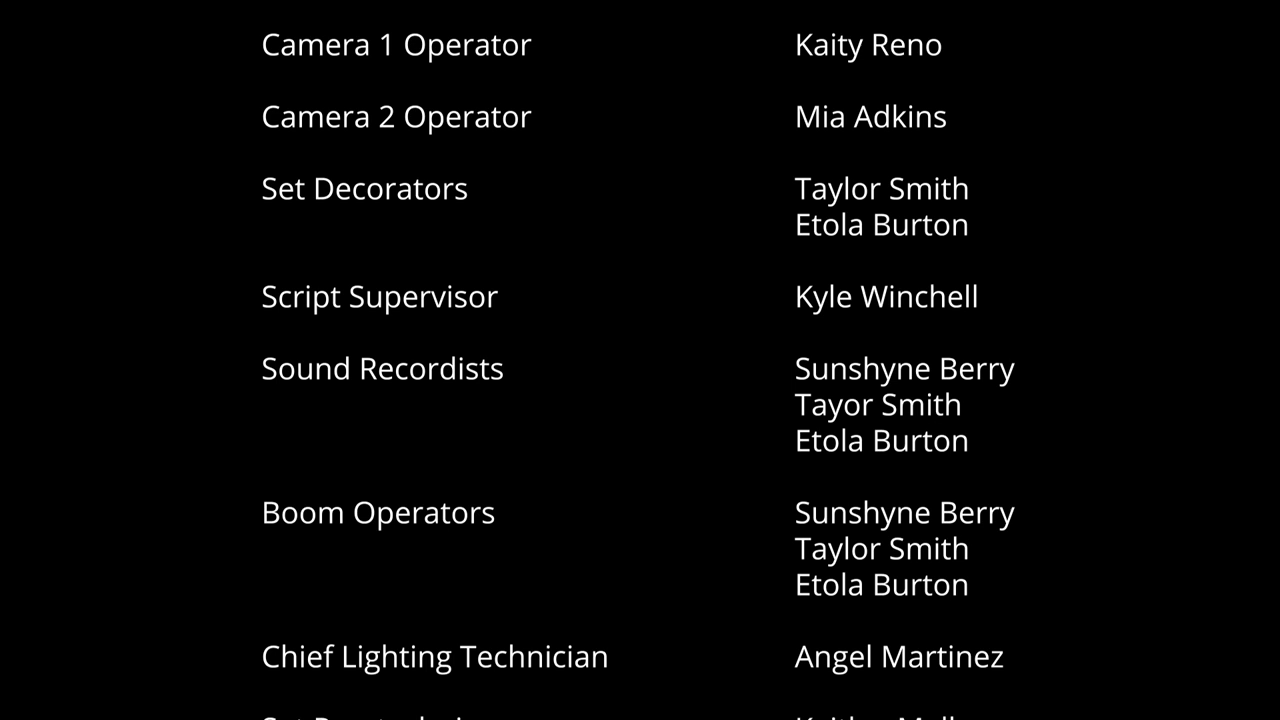 Camera 1 Operator Kaity Reno
Camera 2 Operator Mia Adkins
Set Decorators Taylor Smith
Etola Burton
Script Supervisor Kyle Winchell
Sound Recordists Sunshyne Berry
Tayor Smith
Etola Burton
Boom Operators Sunshyne Berry
Taylor Smith
Etola Burton
Chief Lighting Technician Angel Martinez